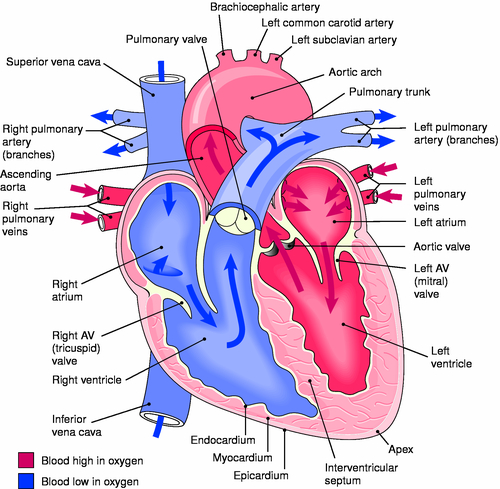 Brachiocephalic artery
Left common carotid artery
Left subclavian artery
Pulmonary valve
Superior vena cava
Aortic arch
Pulmonary trunk
Right pulmonary
artery
(branches)
Left pulmonary
artery (branches)
Ascending
aorta
Right
pulmonary
veins
Left
pulmonary
veins
Left atrium
Aortic valve
Right
atrium
Left AV
(mitral)
valve
Right AV
(tricuspid)
valve
Right ventricle
Left
ventricle
Inferior
vena cava
Endocardium
Myocardium
Epicardium
Interventricular
septum
Apex
Blood high in oxygen
Blood low in oxygen